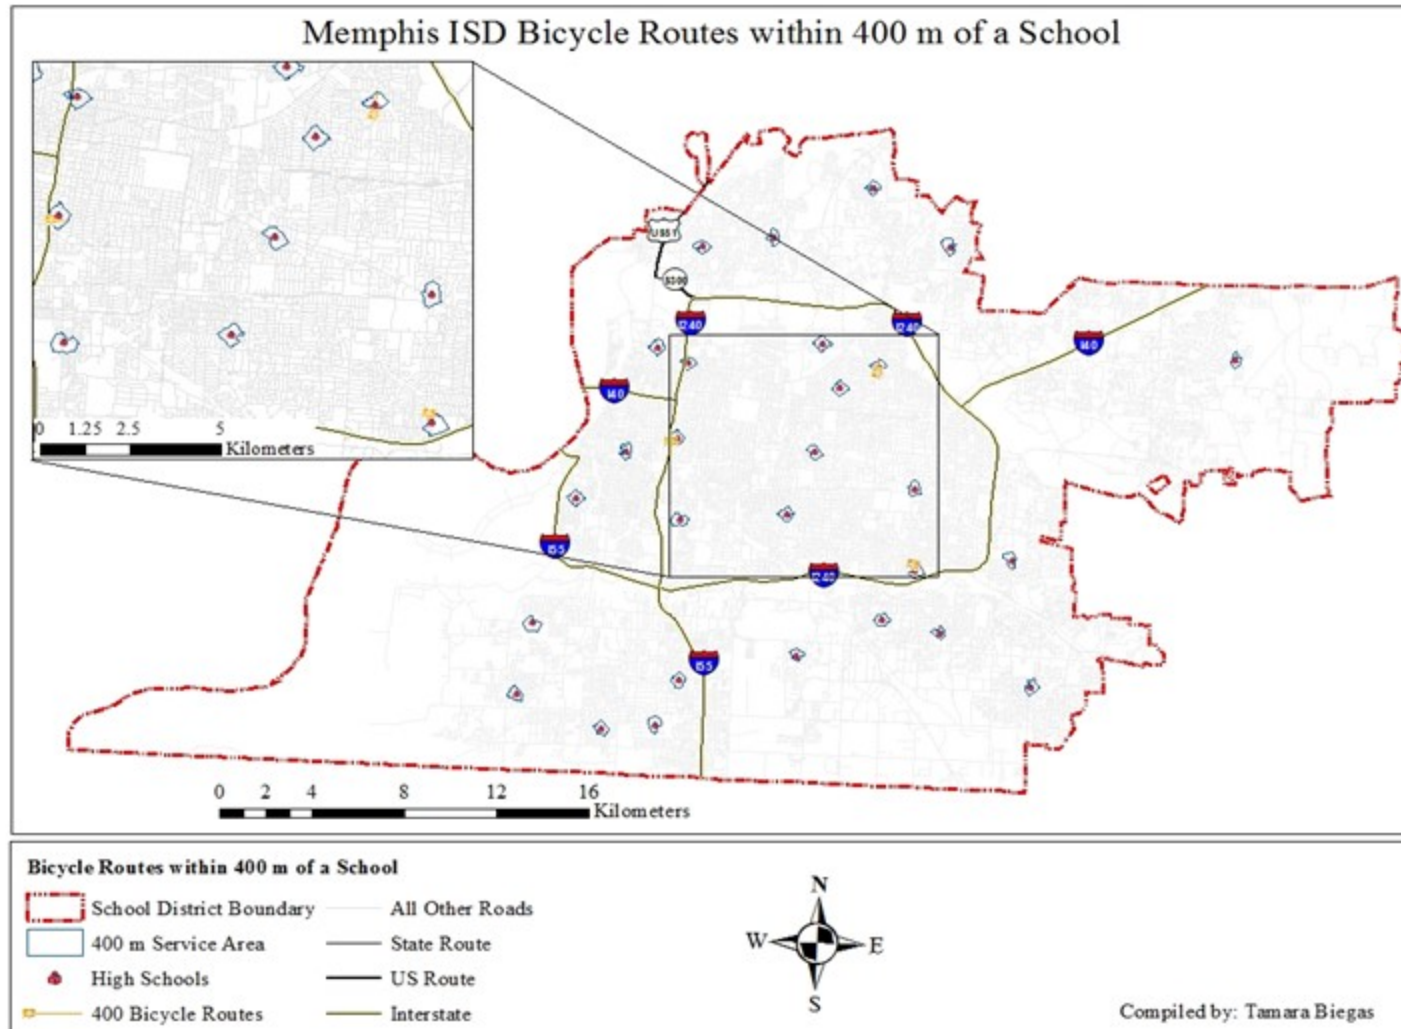 Memphis ISD Bicycle Routes within 400 m of a School
0 1.25 2.5 5
Kilometers
US51
S300
I240
I240
I40
I40
I55
I240
I55
0 2 4 8 12 16
Kilometers
Bicycle Routes within 400 m of a School
School District Boundary
All Other Roads
400 m Service Area
State Route
High Schools
US Route
400 Bicycle Routes
Interstate
N
W E
S
Compiled by: Tamara Biegas